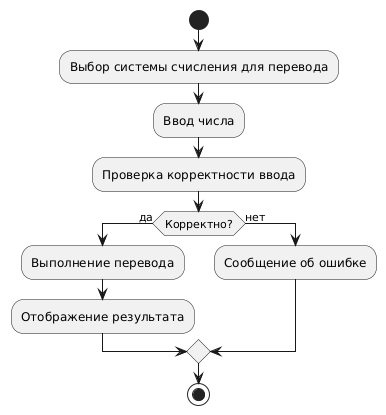 Выбор системы счисления для перевода
Ввод числа
Проверка корректности ввода
Корректно?
да
нет
Выполнение перевода
Сообщение об ошибке
Отображение результата